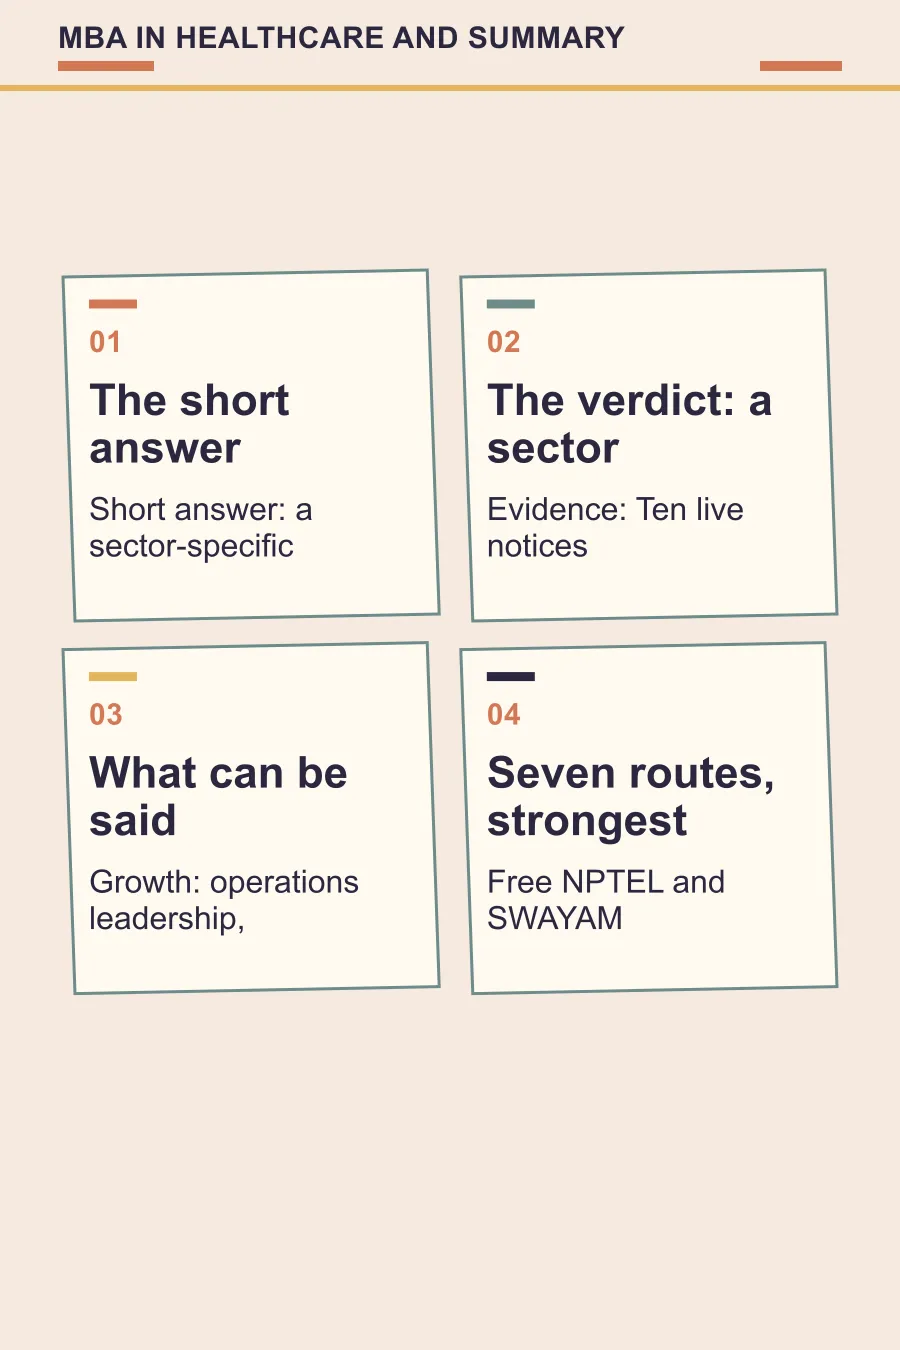 MBA IN HEALTHCARE AND SUMMARY
01
The short
answer
Short answer: a
sector-specific
02
The verdict: a
sector
Evidence: Ten live
notices
03
What can be
said
Growth: operations
leadership,
04
Seven routes,
strongest
Free NPTEL and
SWAYAM